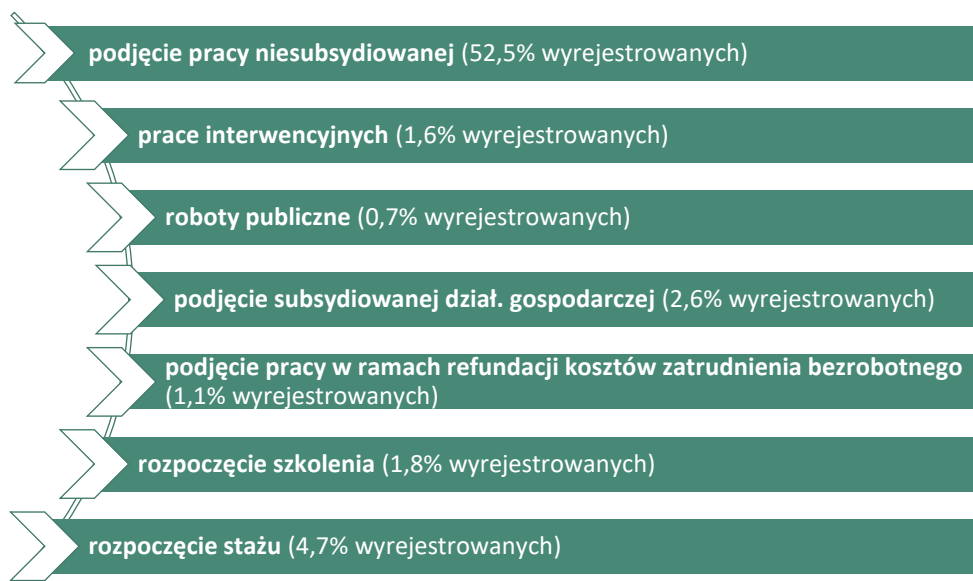 podjęcie pracy niesubsydiowanej (52,5% wyrejestrowanych)
prace interwencyjnych (1,6% wyrejestrowanych)
roboty publiczne (0,7% wyrejestrowanych)
podjęcie subsydiowanej dział. gospodarczej (2,6% wyrejestrowanych)
podjęcie pracy w ramach refundacji kosztów zatrudnienia bezrobotnego
(1,1% wyrejestrowanych)
rozpoczęcie szkolenia (1,8% wyrejestrowanych)
rozpoczęcie stażu (4,7% wyrejestrowanych)